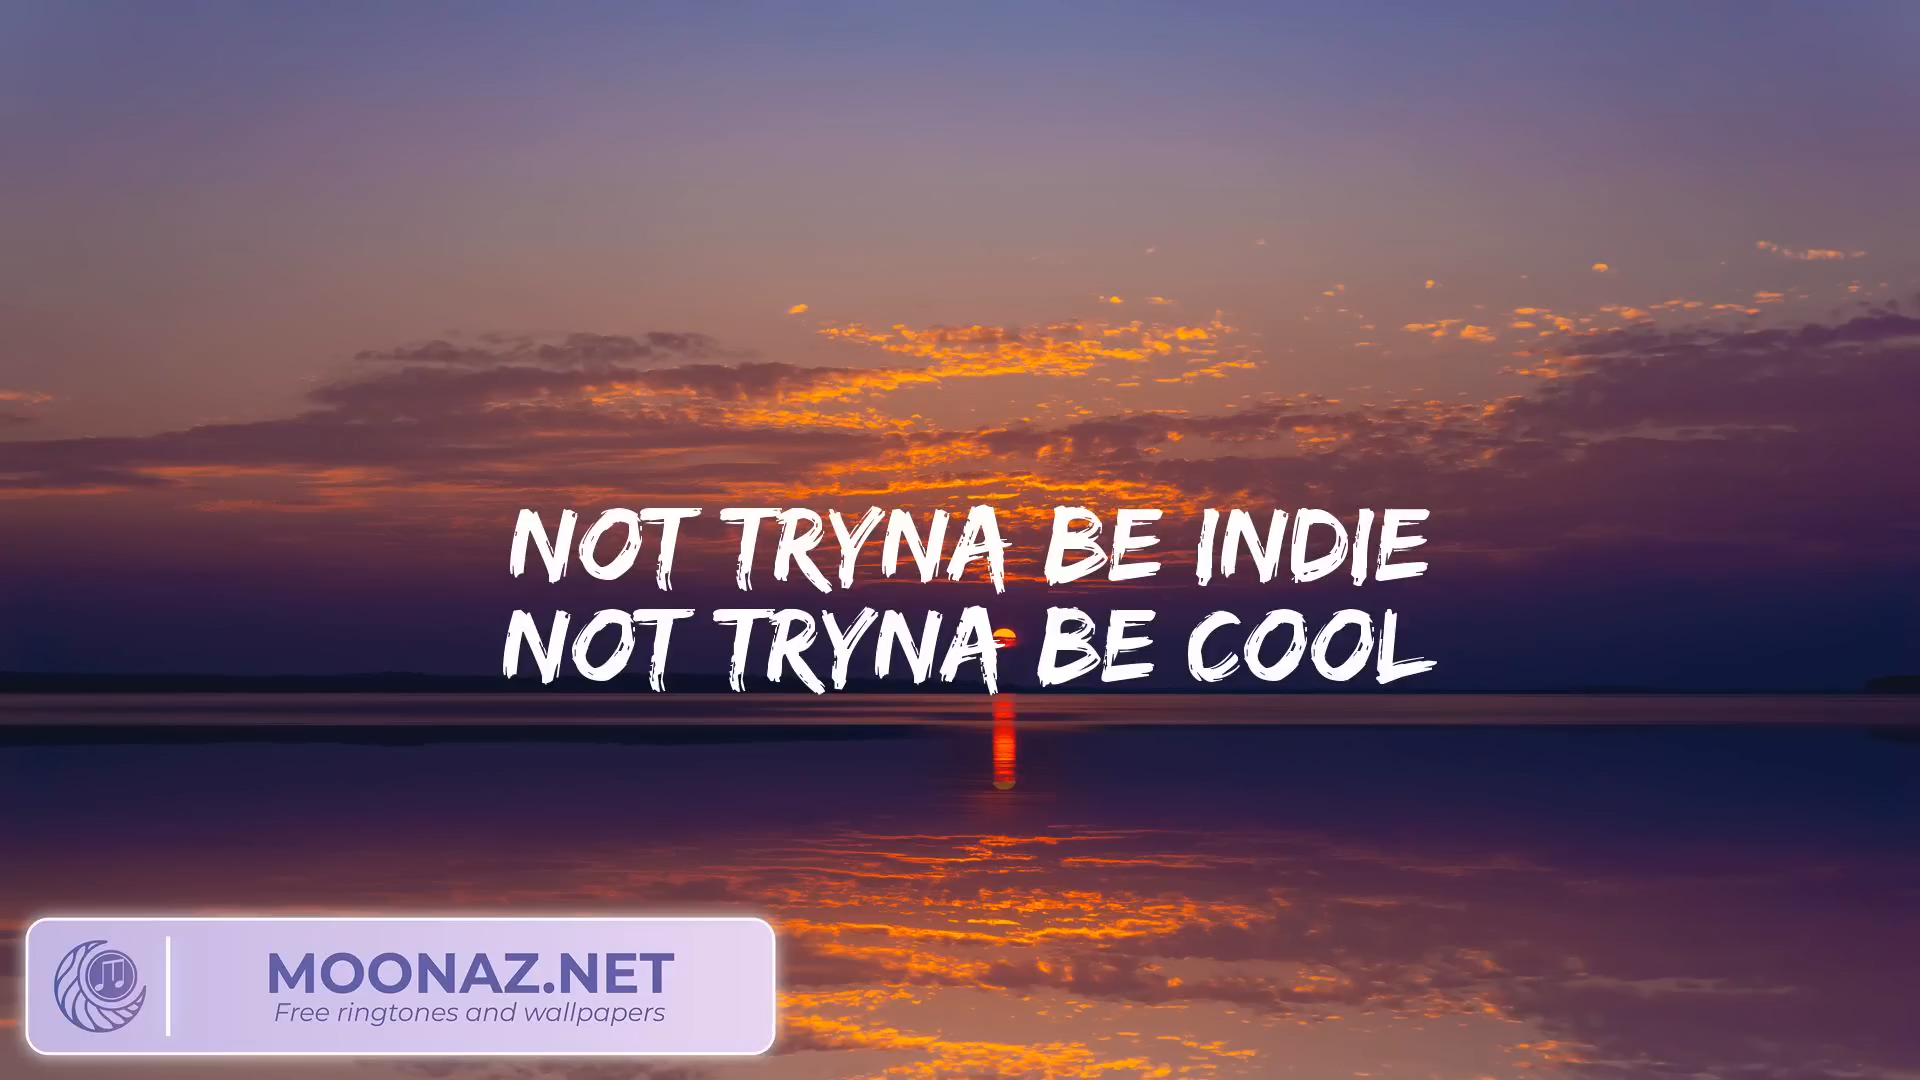 NOT TRYNA BE INDIE
NOT TRYNA BE COOL
MOONAZ.NET
Free ringtones and wallpapers